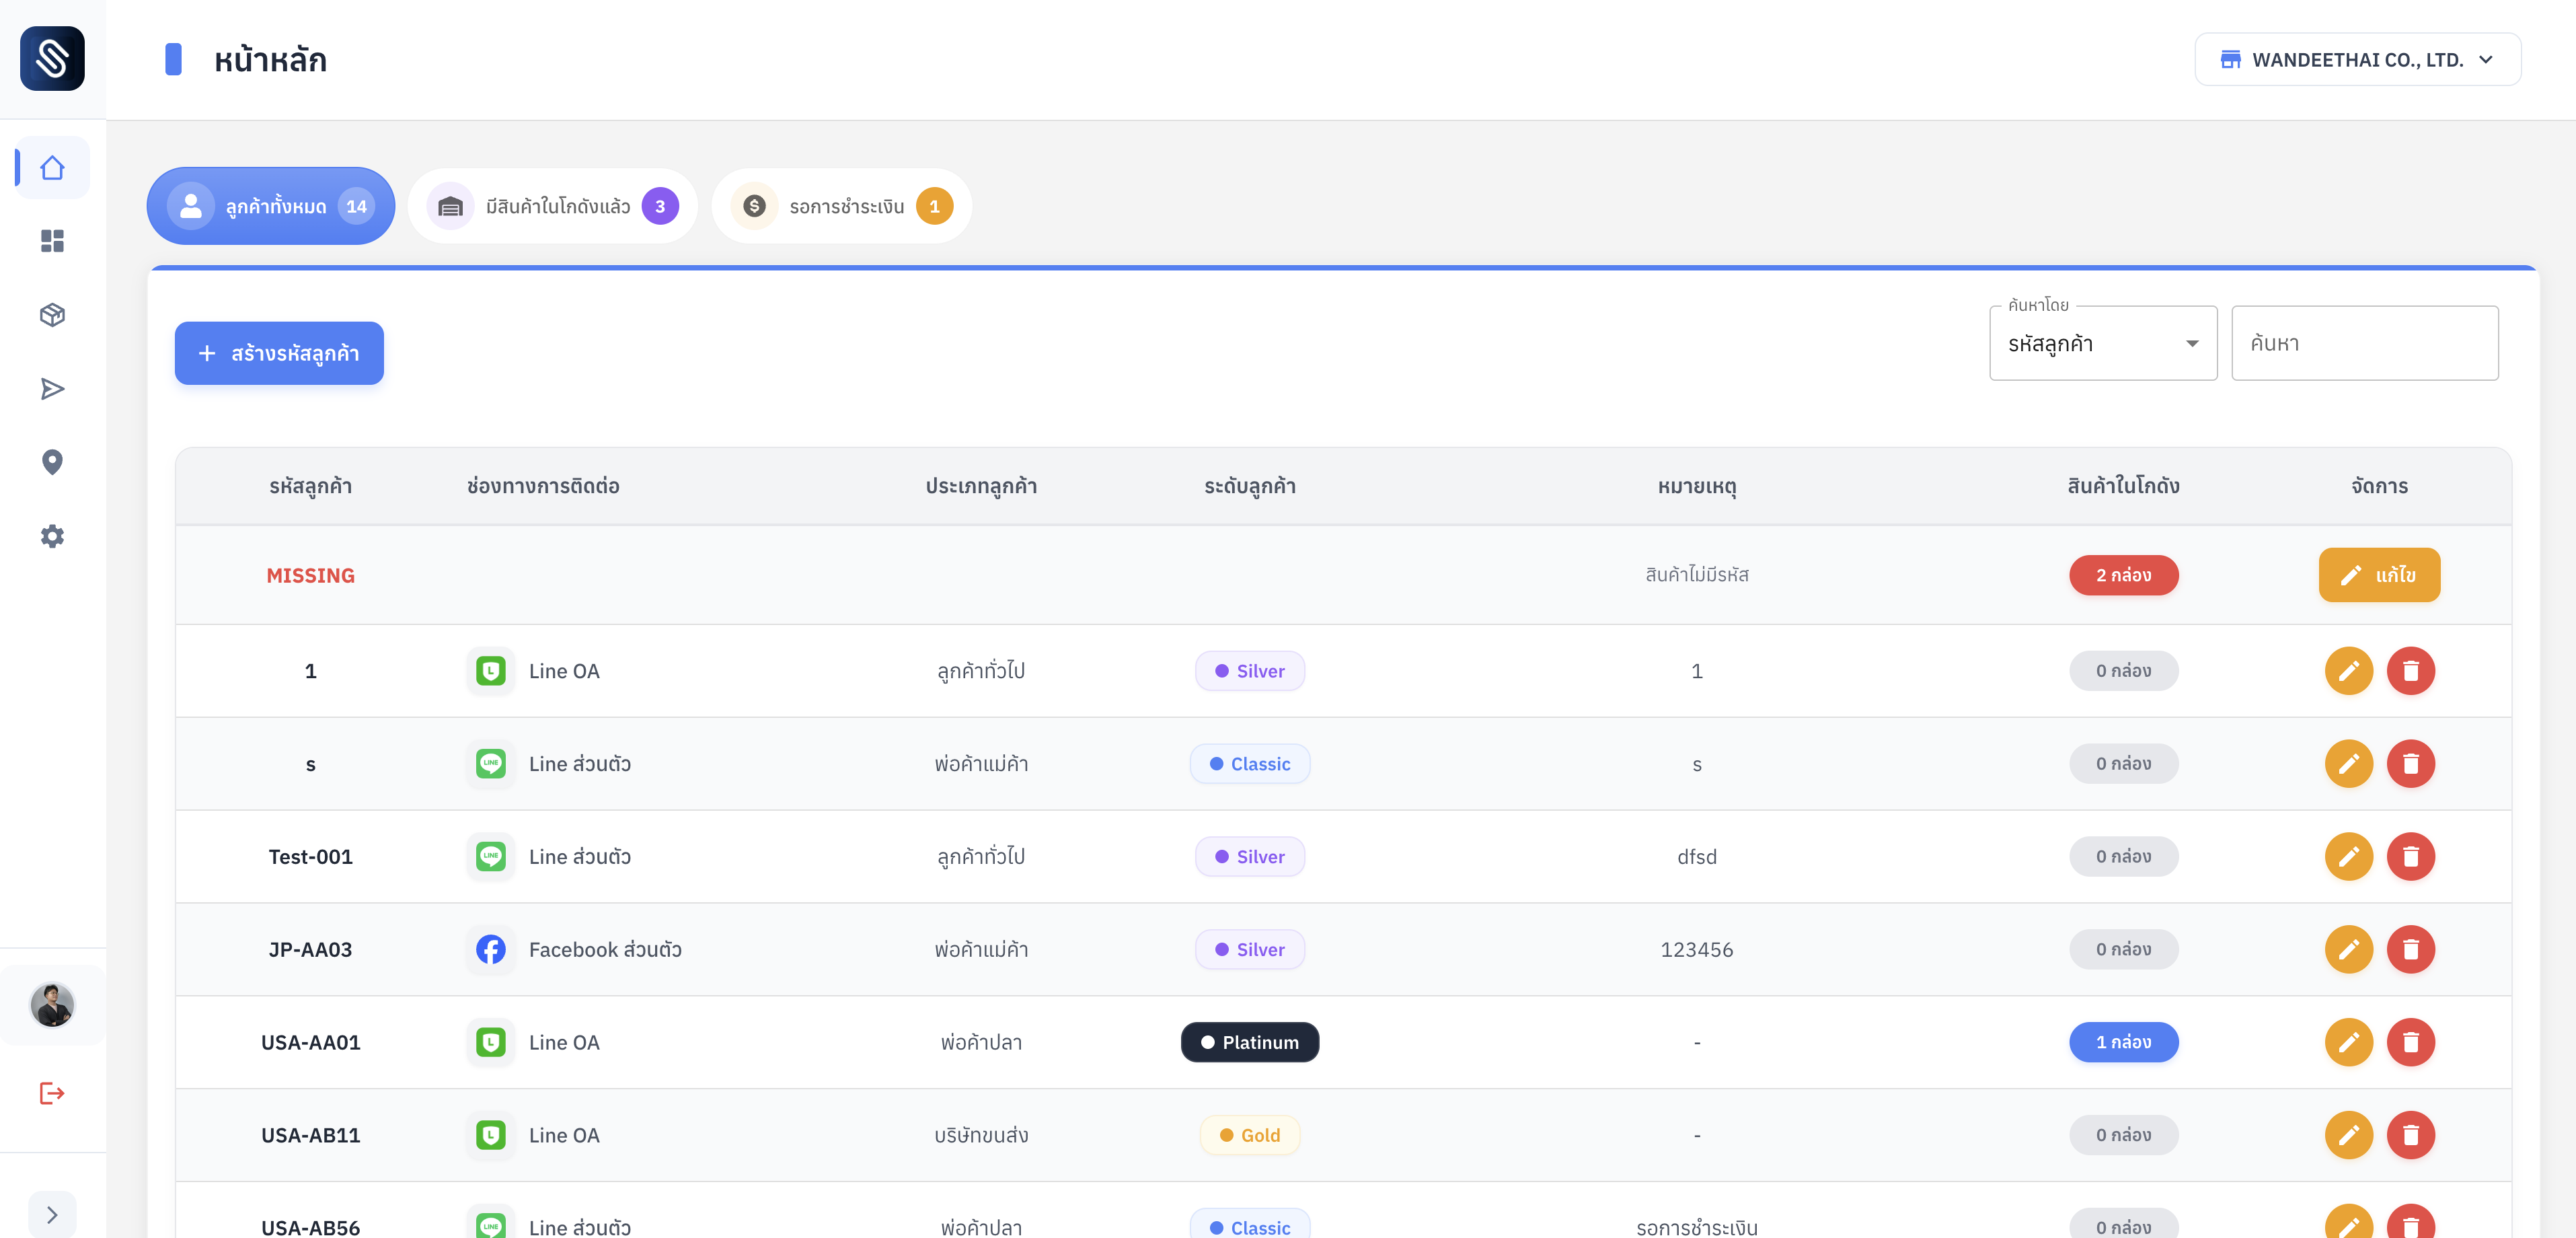 หน้าหลัก
WANDEETHAI CO., LTD.
ลูกค้าทั้งหมด 14
มีสินค้าในโกดังแล้ว 3
รอการชำระเงิน 1
+ สร้างรหัสลูกค้า
ค้นหาโดย
รหัสลูกค้า
ค้นหา
รหัสลูกค้า ช่องทางการติดต่อ ประเภทลูกค้า ระดับลูกค้า หมายเหตุ สินค้าในโกดัง จัดการ
MISSING สินค้าไม่มีรหัส 2 กล่อง แก้ไข
1 Line OA ลูกค้าทั่วไป Silver 1 0 กล่อง
s LINE Line ส่วนตัว พ่อค้าแม่ค้า Classic s 0 กล่อง
Test-001 LINE Line ส่วนตัว ลูกค้าทั่วไป Silver dfsd 0 กล่อง
JP-AA03 Facebook ส่วนตัว พ่อค้าแม่ค้า Silver 123456 0 กล่อง
USA-AA01 Line OA พ่อค้าปลา Platinum - 1 กล่อง
USA-AB11 Line OA บริษัทขนส่ง Gold - 0 กล่อง
USA-AB56 LINE Line ส่วนตัว พ่อค้าปลา Classic รอการชำระเงิน 0 กล่อง